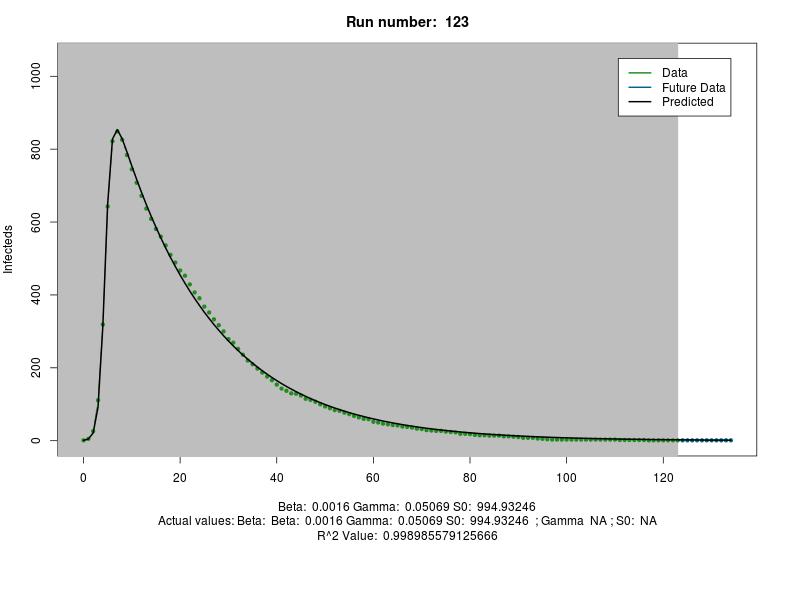 Run number: 123
Infecteds
1000
800
600
400
200
0
Data
Future Data
Predicted
0 20 40 60 80 100 120
Beta: 0.0016 Gamma: 0.05069 S0: 994.93246
Actual values: Beta: Beta: 0.0016 Gamma: 0.05069 S0: 994.93246 ; Gamma NA ; S0: NA
R^2 Value: 0.998985579125666